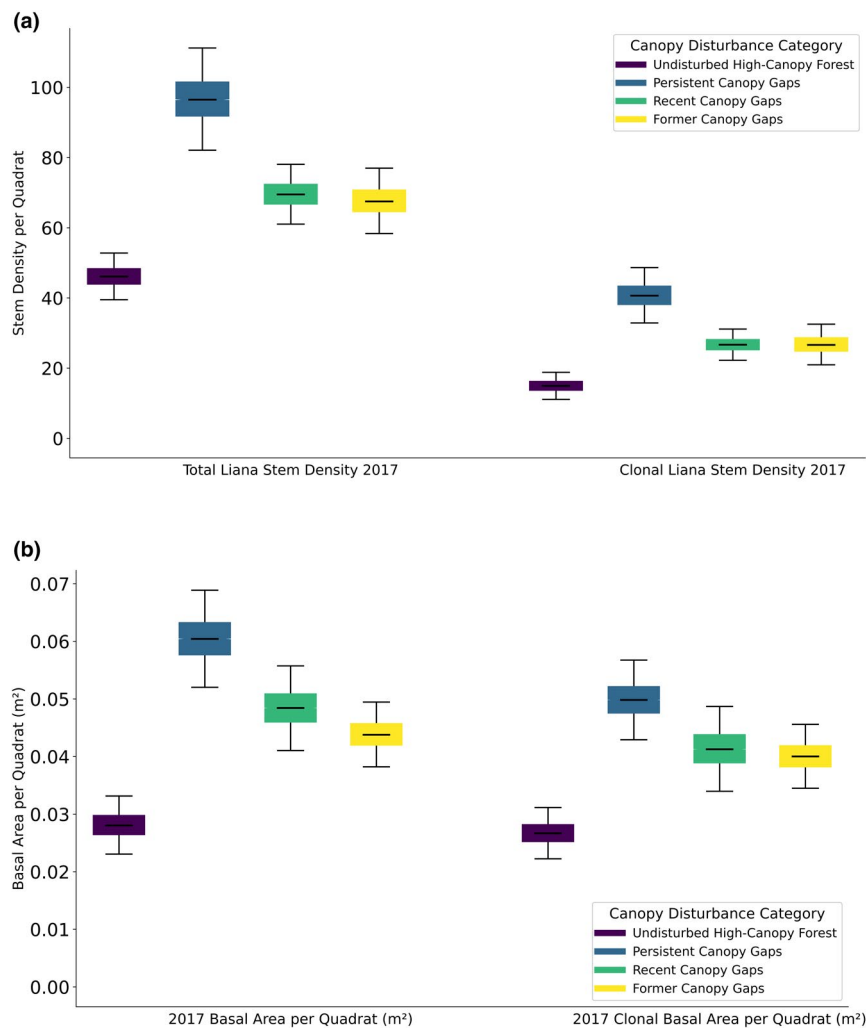 (a)
Stem Density per Quadrat
100
80
60
40
20
0
Canopy Disturbance Category
Undisturbed High-Canopy Forest
Persistent Canopy Gaps
Recent Canopy Gaps
Former Canopy Gaps
Total Liana Stem Density 2017
Clonal Liana Stem Density 2017
(b)
Basal Area per Quadrat (m²)
0.07
0.06
0.05
0.04
0.03
0.02
0.01
0.00
Canopy Disturbance Category
Undisturbed High-Canopy Forest
Persistent Canopy Gaps
Recent Canopy Gaps
Former Canopy Gaps
2017 Basal Area per Quadrat (m²)
2017 Clonal Basal Area per Quadrat (m²)